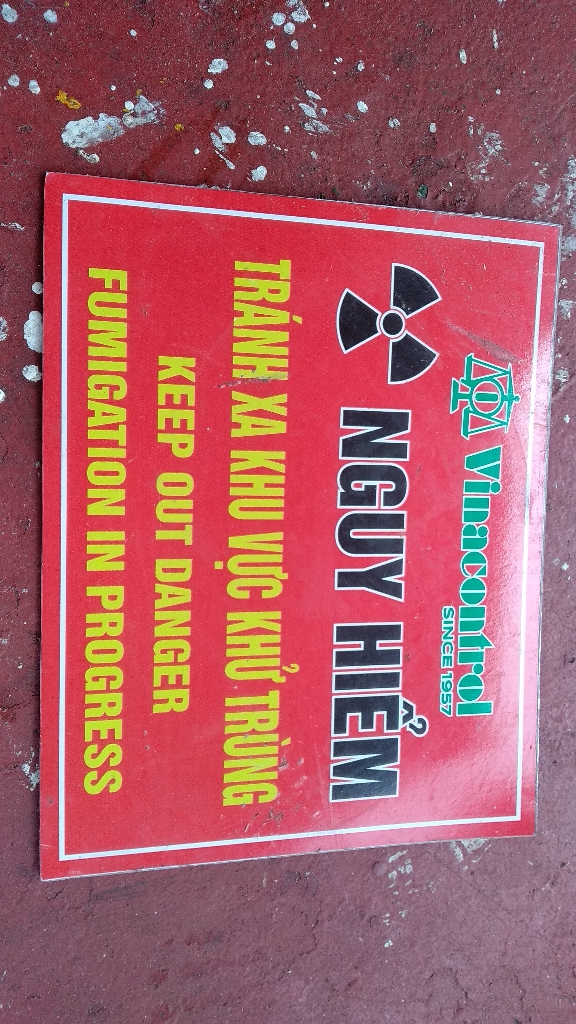 Vinacontrol
SINCE 1957
NGUY HIỂM
TRÁNH XA KHU VỰC KHỬ TRÙNG
KEEP OUT DANGER
FUMIGATION IN PROGRESS